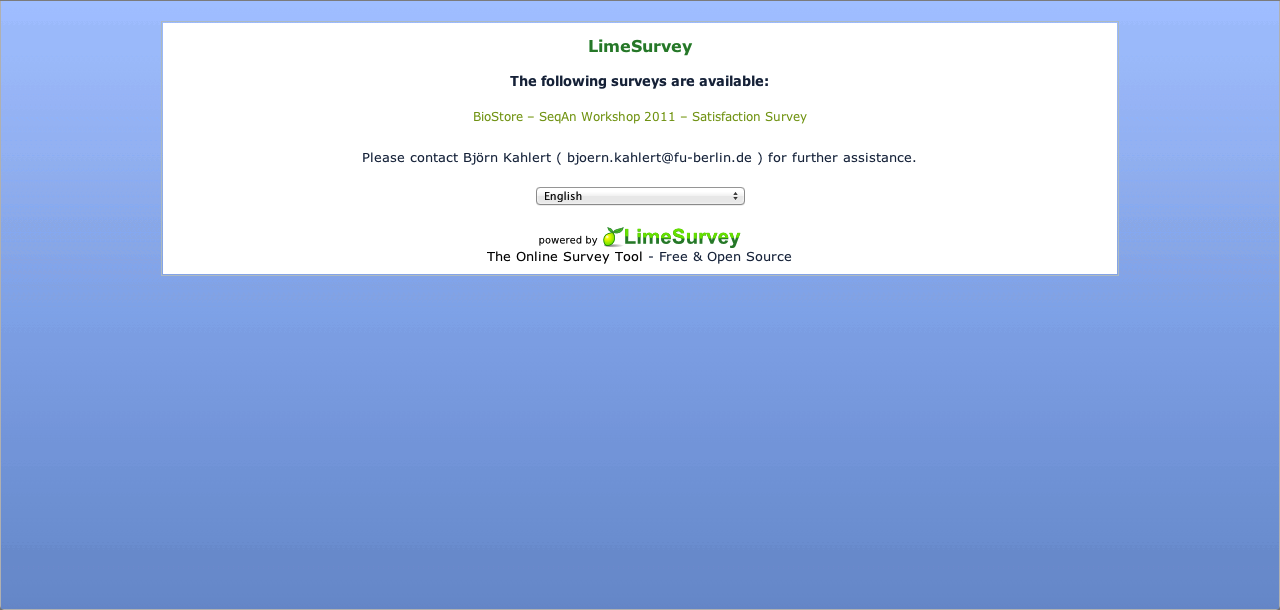 LimeSurvey
The following surveys are available:
BioStore – SeqAn Workshop 2011 – Satisfaction Survey
Please contact Björn Kahlert ( bjoern.kahlert@fu-berlin.de ) for further assistance.
English
powered by LimeSurvey
The Online Survey Tool - Free & Open Source